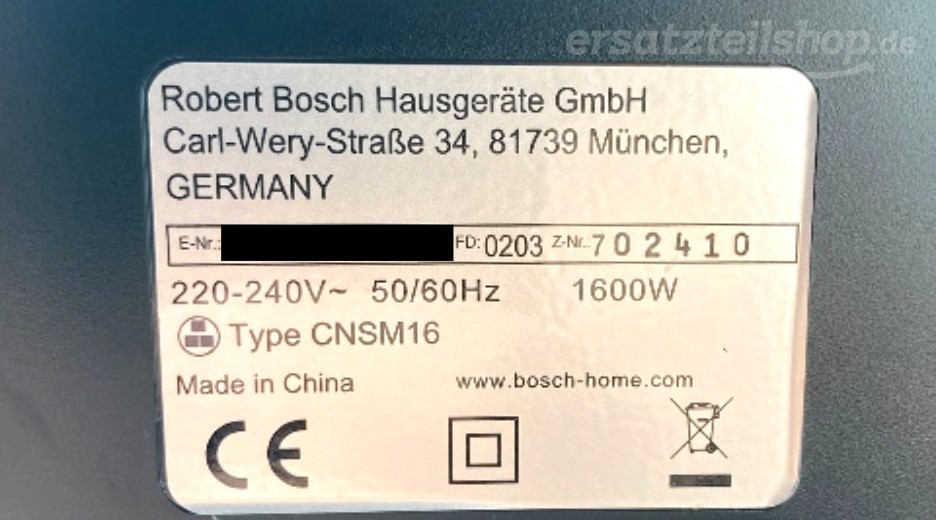 ersatzteilshop.de
Robert Bosch Hausgeräte GmbH
Carl-Wery-Straße 34, 81739 München,
GERMANY
E-Nr.: FD: 0203 Z-Nr.: 702410
220-240V~ 50/60Hz 1600W
Type CNSM16
Made in China www.bosch-home.com
CE